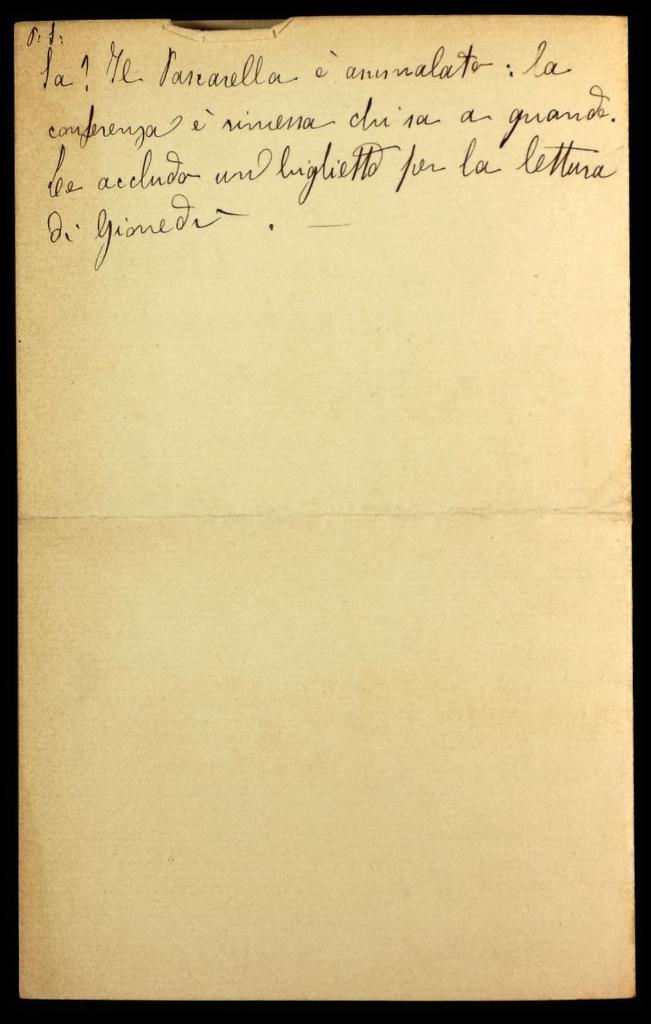 P. S.
Sa? Il Pascarella è ammalato: la
conferenza è rimessa chi sa a quando.
Le accludo un biglietto per la lettura
di Giovedì. —